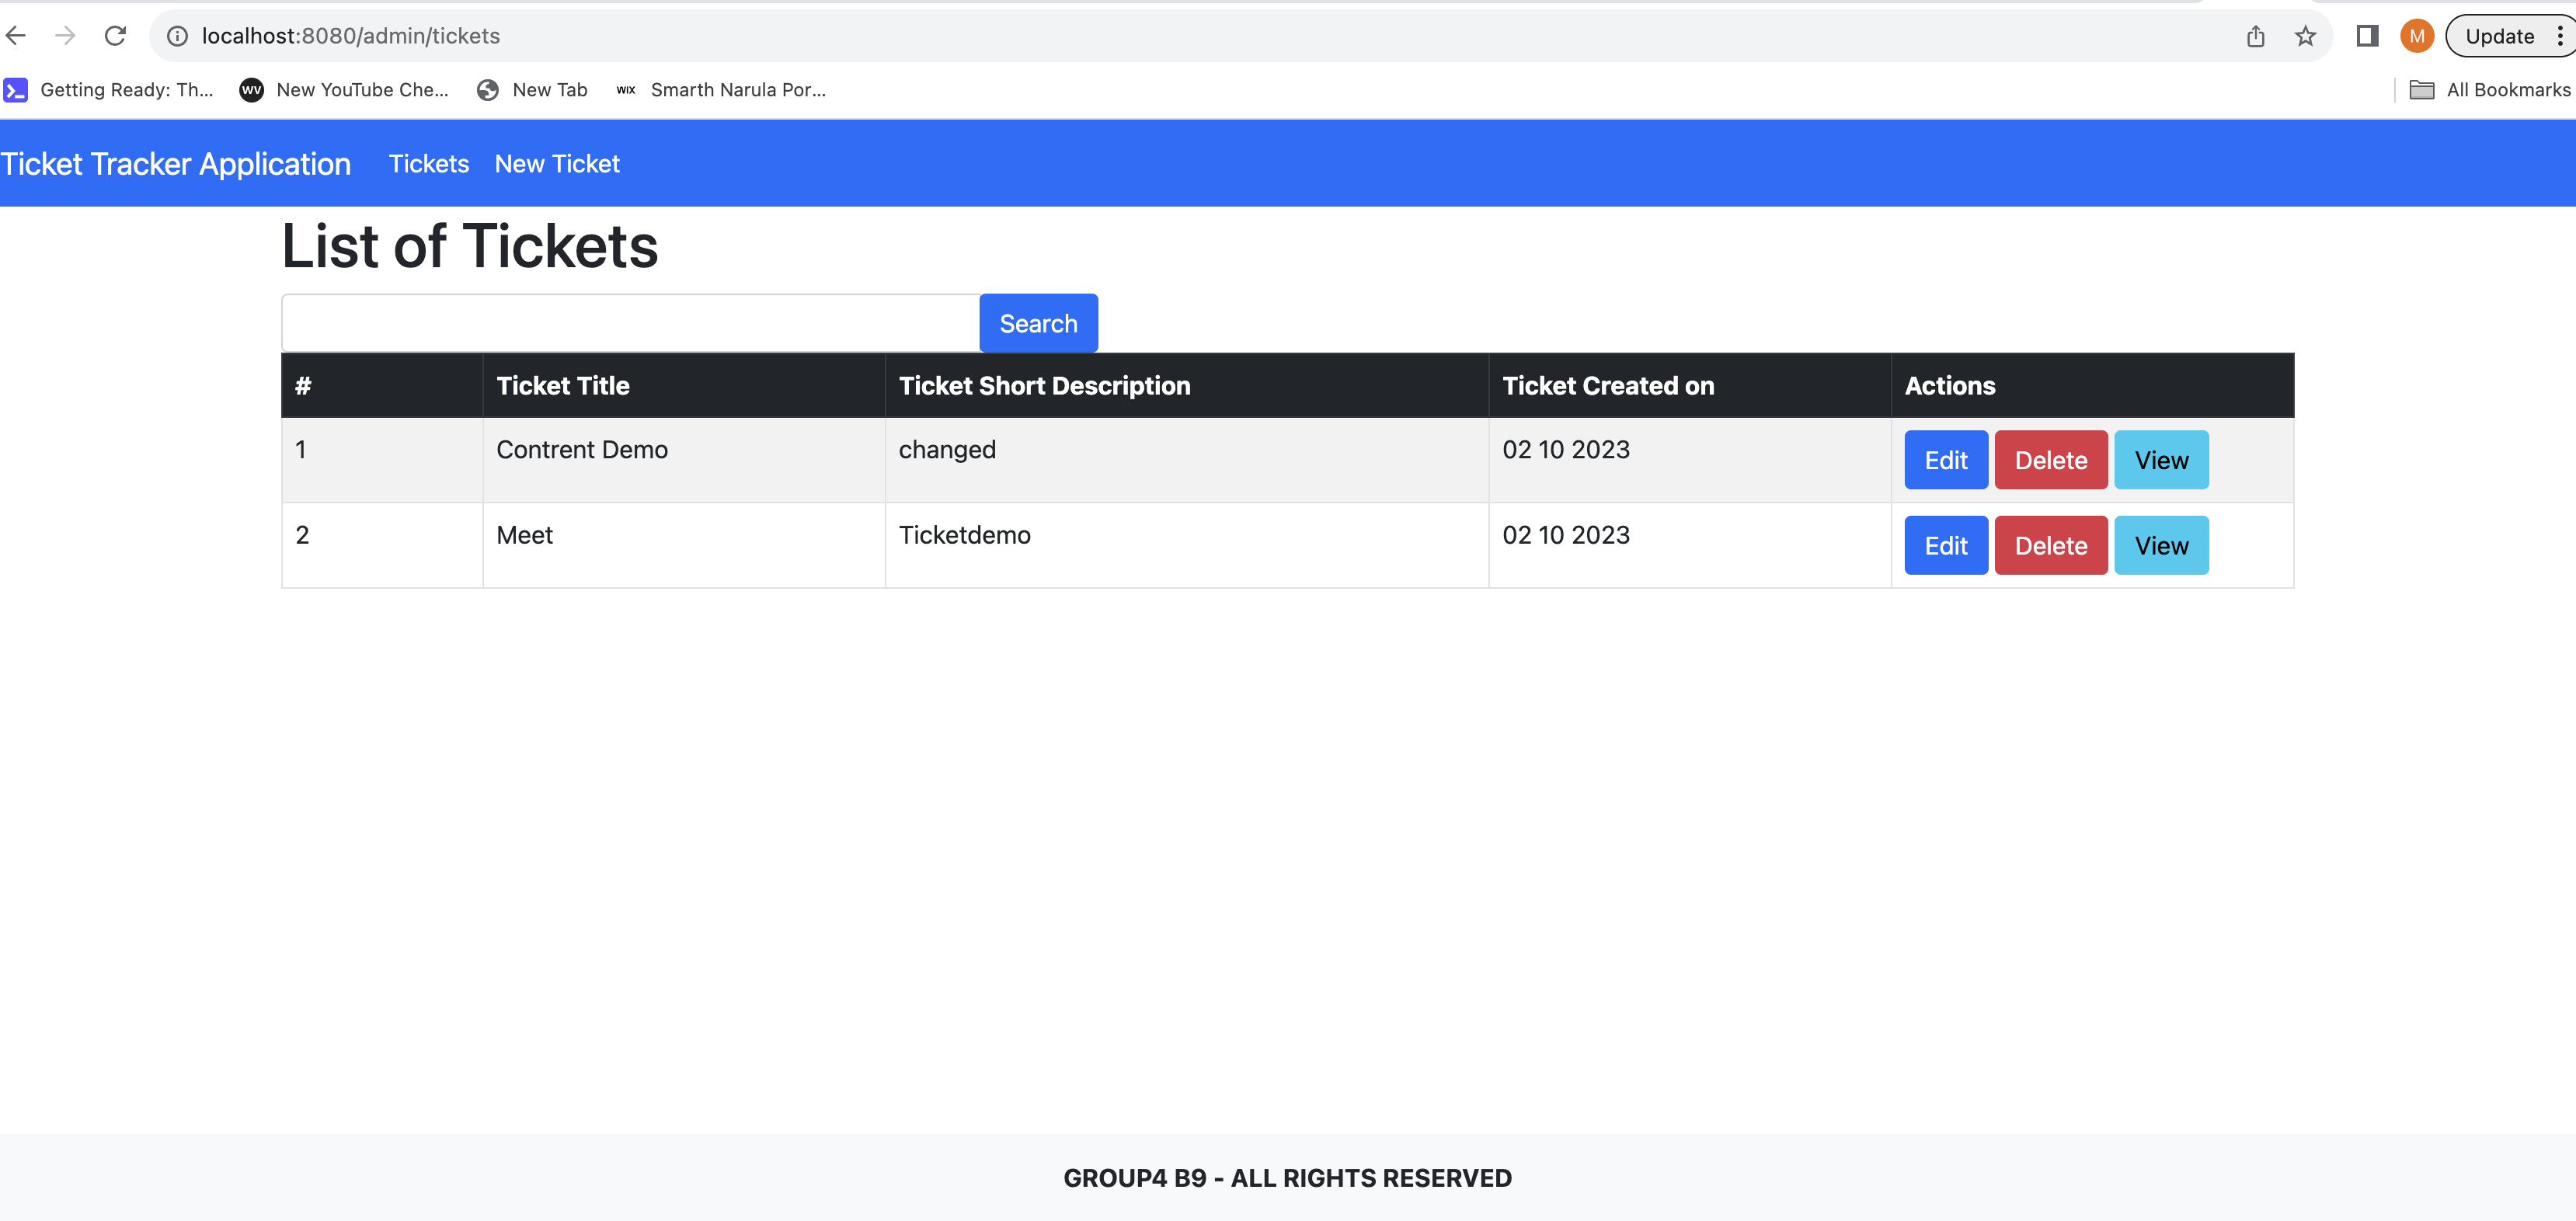 localhost:8080/admin/tickets
M
Update
Getting Ready: Th...
WV
New YouTube Che...
New Tab
WIX
Smarth Narula Por...
All Bookmarks
Ticket Tracker Application Tickets New Ticket
List of Tickets
Search
# Ticket Title Ticket Short Description Ticket Created on Actions
1 Contrent Demo changed 02 10 2023 Edit Delete View
2 Meet Ticketdemo 02 10 2023 Edit Delete View
GROUP4 B9 - ALL RIGHTS RESERVED